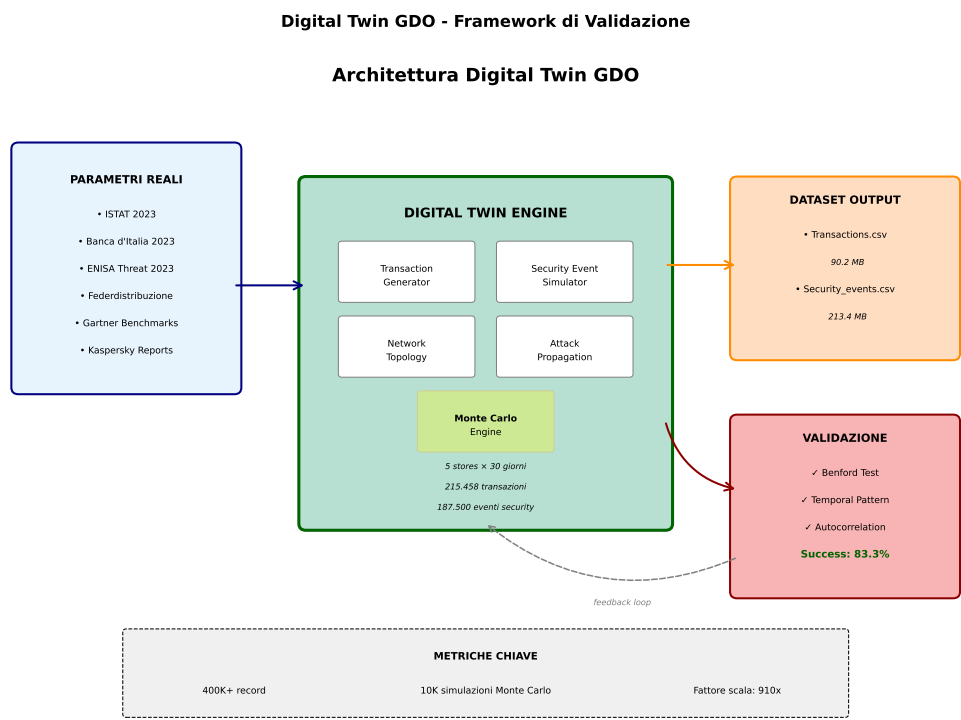 Digital Twin GDO - Framework di Validazione
Architettura Digital Twin GDO
PARAMETRI REALI
• ISTAT 2023
• Banca d'Italia 2023
• ENISA Threat 2023
• Federdistribuzione
• Gartner Benchmarks
• Kaspersky Reports
DIGITAL TWIN ENGINE
Transaction
Generator
Security Event
Simulator
Network
Topology
Attack
Propagation
Monte Carlo
Engine
5 stores × 30 giorni
215.458 transazioni
187.500 eventi security
DATASET OUTPUT
• Transactions.csv
90.2 MB
• Security_events.csv
213.4 MB
VALIDAZIONE
✓ Benford Test
✓ Temporal Pattern
✓ Autocorrelation
Success: 83.3%
feedback loop
METRICHE CHIAVE
400K+ record
10K simulazioni Monte Carlo
Fattore scala: 910x